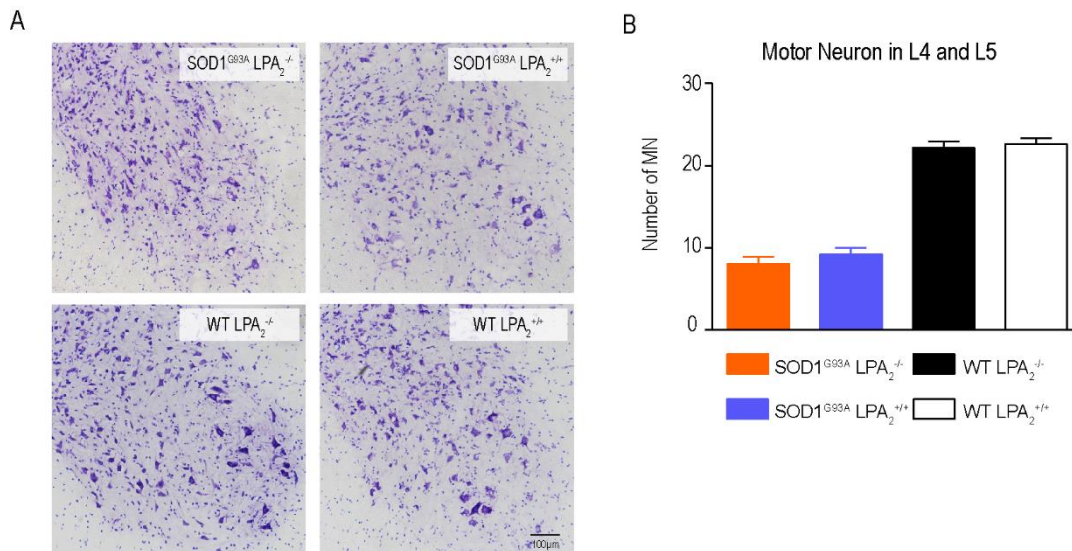 A
SOD1G93A LPA2-/-
SOD1G93A LPA2+/+
WT LPA2-/-
WT LPA2+/+
100µm
B
Motor Neuron in L4 and L5
Number of MN
30
20
10
0
SOD1G93A LPA2-/-
WT LPA2-/-
SOD1G93A LPA2+/+
WT LPA2+/+